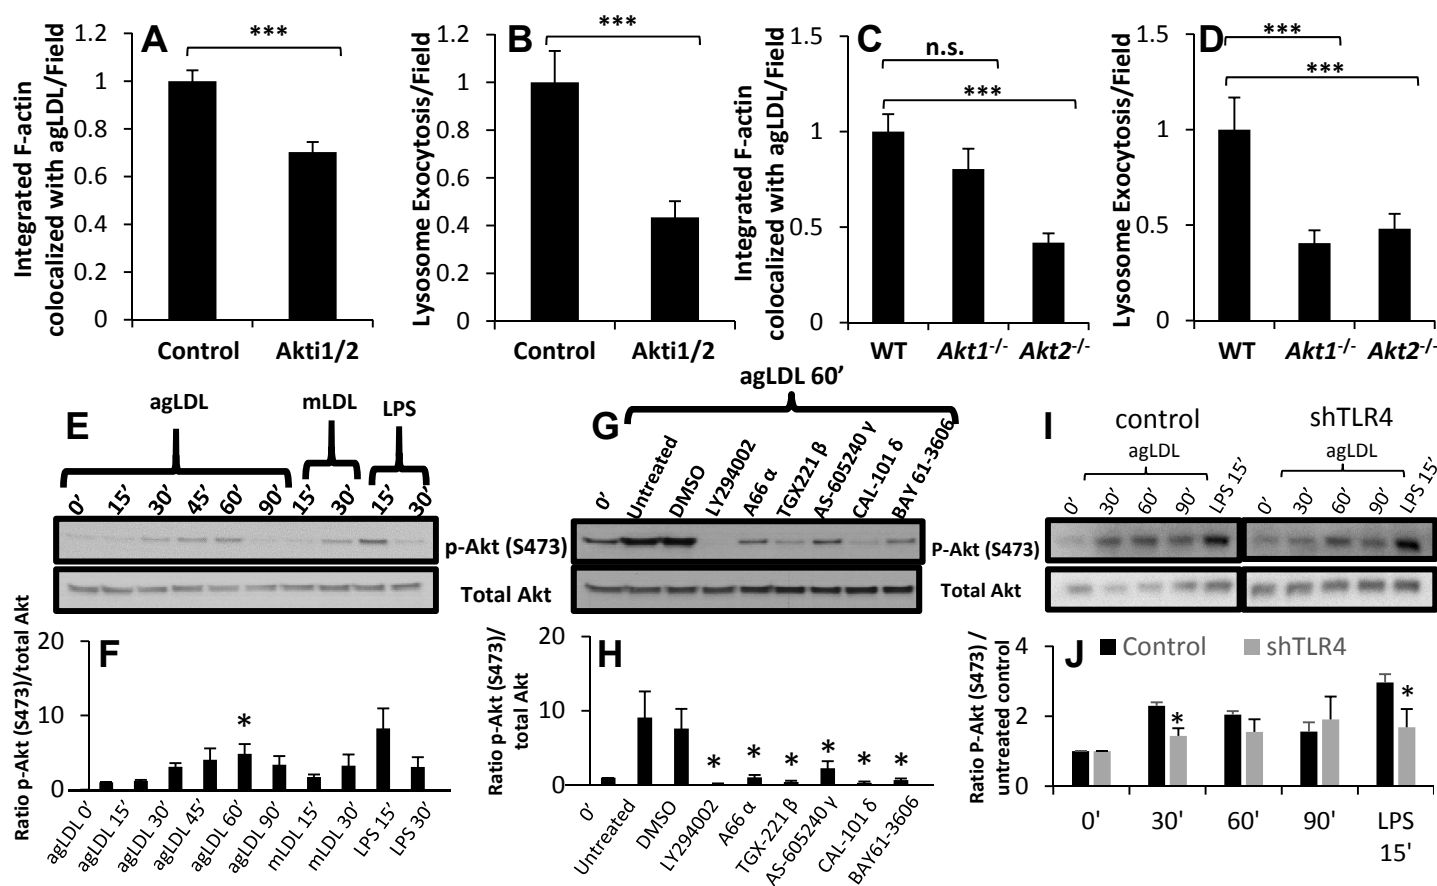 A
***
Integrated F-actin
colocalized with agLDL/Field
1.2
1
0.8
0.6
0.4
0.2
0
Control
Akti1/2
B
***
Lysosome Exocytosis/Field
1.2
1
0.8
0.6
0.4
0.2
0
Control
Akti1/2
C
n.s.
***
Integrated F-actin
colocalized with agLDL/Field
1.5
1
0.5
0
WT
Akt1-/-
Akt2-/-
D
***
***
Lysosome Exocytosis/Field
1.5
1
0.5
0
WT
Akt1-/-
Akt2-/-
E
agLDL
mLDL
LPS
0'
15'
30'
45'
60'
90'
15'
30'
15'
30'
p-Akt (S473)
Total Akt
F
Ratio p-Akt (S473)/total Akt
20
10
0
*
agLDL 0'
agLDL 15'
agLDL 30'
agLDL 45'
agLDL 60'
agLDL 90'
mLDL 15'
mLDL 30'
LPS 15'
LPS 30'
G
agLDL 60'
0'
Untreated
DMSO
LY294002
A66 α
TGX221 β
AS-605240 γ
CAL-101 δ
BAY 61-3606
H
Ratio p-Akt (S473)/
total Akt
20
10
0
*
*
*
*
*
*
0'
Untreated
DMSO
LY294002
A66 α
TGX-221 β
AS-605240 γ
CAL-101 δ
BAY61-3606
I
control
shTLR4
agLDL
agLDL
0'
30'
60'
90'
LPS 15'
0'
30'
60'
90'
LPS 15'
P-Akt (S473)
Total Akt
J
Control
shTLR4
Ratio P-Akt (S473) /
untreated control
4
2
0
*
*
0'
30'
60'
90'
LPS
15'